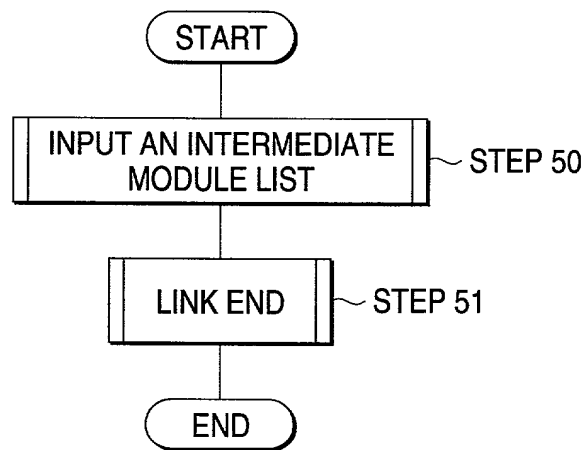 START
INPUT AN INTERMEDIATE
MODULE LIST
STEP 50
LINK END
STEP 51
END